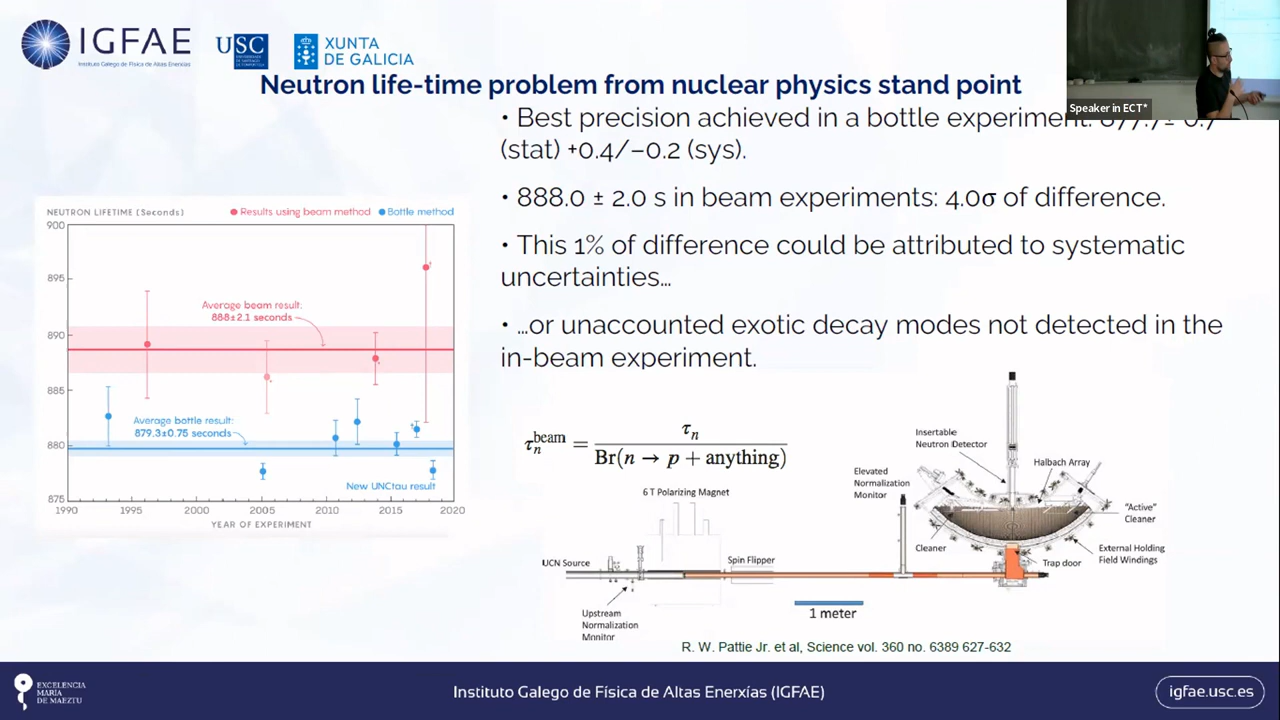 IGFAE
Instituto Galego de Física de Altas Enerxías
USC
XUNTA
DE GALICIA
Speaker in ECT*
Neutron life-time problem from nuclear physics stand point
• Best precision achieved in a bottle experiment: 877.7± 0.7
(stat) +0.4/−0.2 (sys).
• 888.0 ± 2.0 s in beam experiments: 4.0σ of difference.
• This 1% of difference could be attributed to systematic
uncertainties…
• …or unaccounted exotic decay modes not detected in the
in-beam experiment.
NEUTRON LIFETIME (Seconds)
Results using beam method
Bottle method
900
895
890
885
880
875
Average beam result:
888±2.1 seconds
Average bottle result:
879.3±0.75 seconds
New UNCtau result
1990 1995 2000 2005 2010 2015 2020
YEAR OF EXPERIMENT
τₙᵇᵉᵃᵐ = τₙ / Br(n → p + anything)
Insertable
Neutron Detector
Halbach Array
Elevated
Normalization
Monitor
"Active"
Cleaner
6 T Polarizing Magnet
Cleaner
External Holding
Field Windings
Trap door
UCN Source
Spin Flipper
Upstream
Normalization
Monitor
1 meter
R. W. Pattie Jr. et al, Science vol. 360 no. 6389 627-632
EXCELENCIA
MARÍA
DE MAEZTU
Instituto Galego de Física de Altas Enerxías (IGFAE)
igfae.usc.es